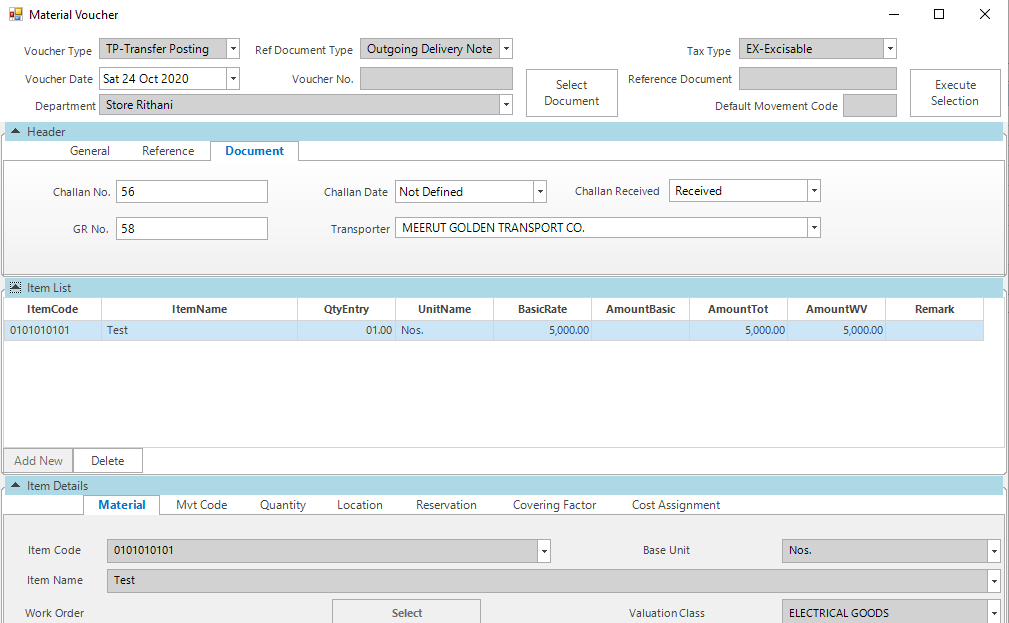 Material Voucher
Voucher Type TP-Transfer Posting Ref Document Type Outgoing Delivery Note Tax Type EX-Excisable
Voucher Date Sat 24 Oct 2020 Voucher No. Select Document Reference Document Execute Selection
Department Store Rithani Default Movement Code
Header
General Reference Document
Challan No. 56 Challan Date Not Defined Challan Received Received
GR No. 58 Transporter MEERUT GOLDEN TRANSPORT CO.
Item List
ItemCode ItemName QtyEntry UnitName BasicRate AmountBasic AmountTot AmountWV Remark
0101010101 Test 01.00 Nos. 5,000.00 5,000.00 5,000.00
Add New Delete
Item Details
Material Mvt Code Quantity Location Reservation Covering Factor Cost Assignment
Item Code 0101010101 Base Unit Nos.
Item Name Test
Work Order Select Valuation Class ELECTRICAL GOODS